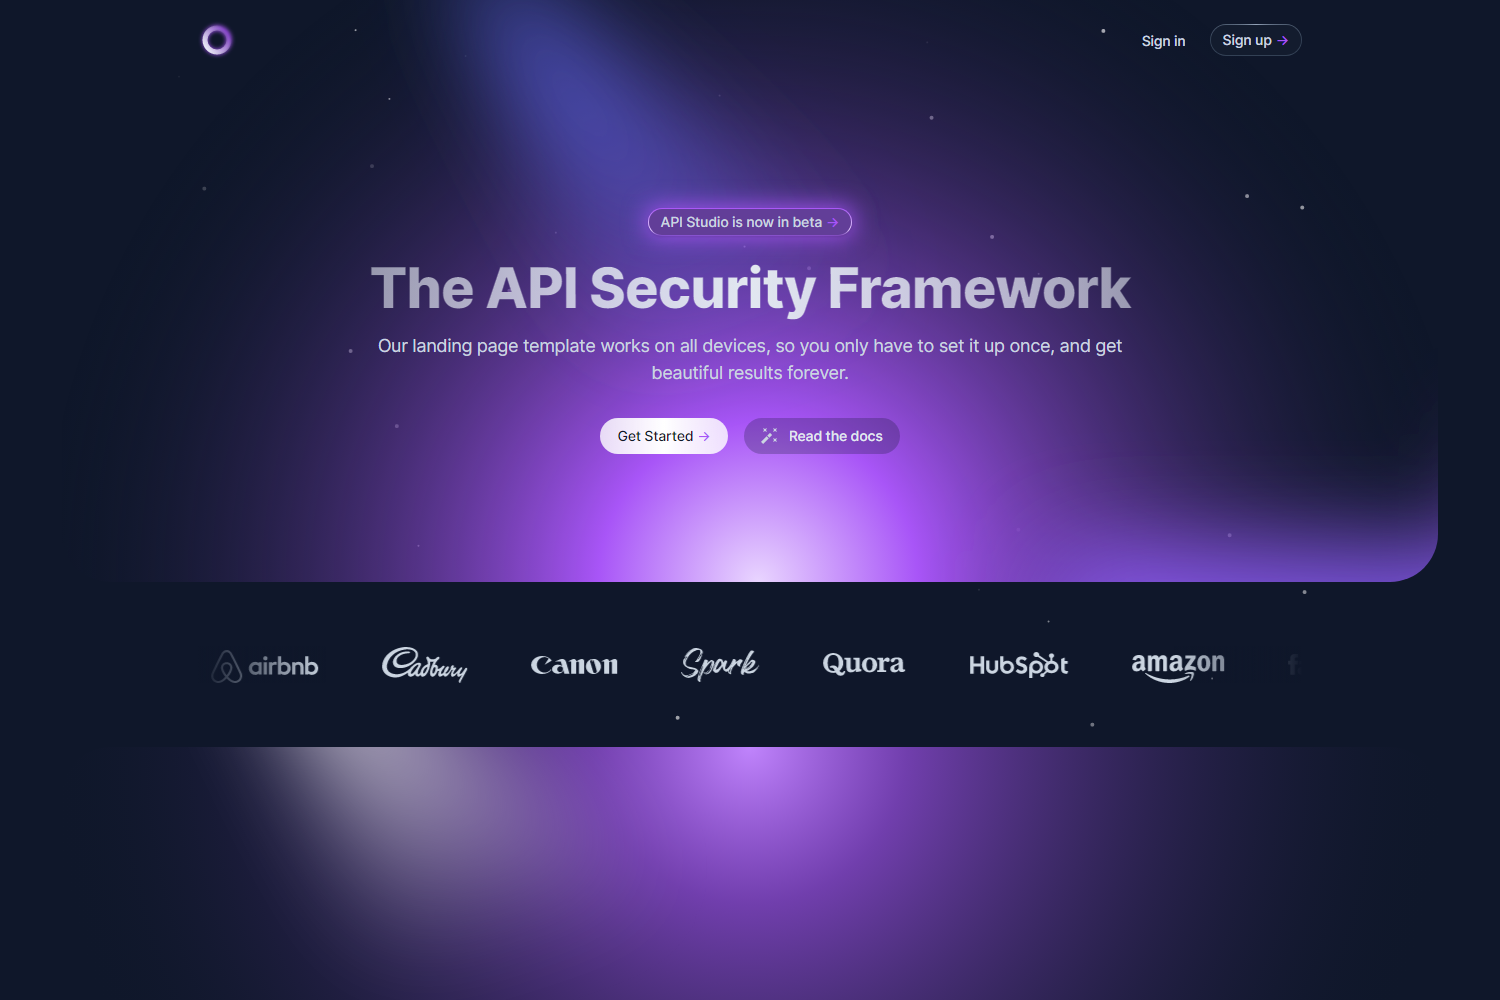 Sign in
Sign up →
API Studio is now in beta →
The API Security Framework
Our landing page template works on all devices, so you only have to set it up once, and get
beautiful results forever.
Get Started →
Read the docs
airbnb
Cadbury
Canon
Spark
Quora
HubSpot
amazon
f